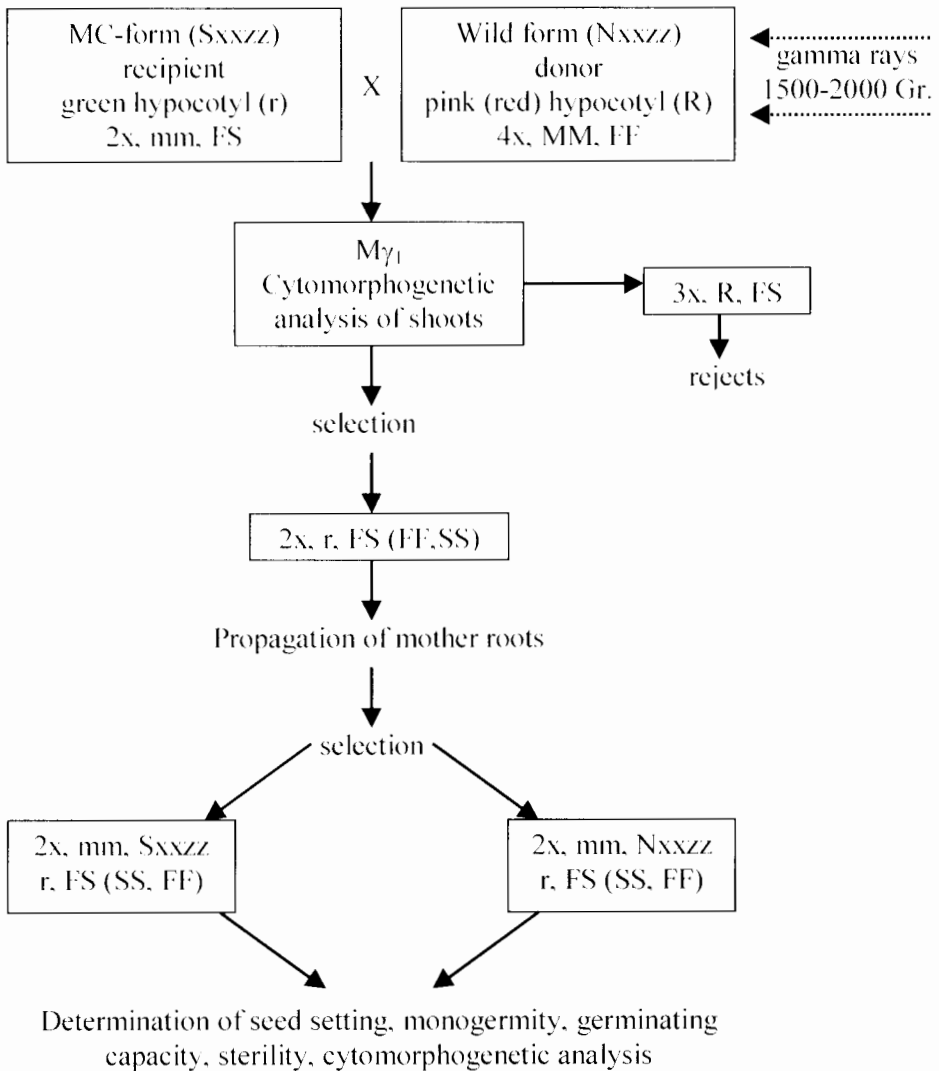 MC-form (Sxxzz)
recipient
green hypocotyl (r)
2x, mm, FS
X
Wild form (Nxxzz)
donor
pink (red) hypocotyl (R)
4x, MM, FF
gamma rays
1500-2000 Gr.
Mγ₁
Cytomorphogenetic
analysis of shoots
3x, R, FS
rejects
selection
2x, r, FS (FF,SS)
Propagation of mother roots
selection
2x, mm, Sxxzz
r, FS (SS, FF)
2x, mm, Nxxzz
r, FS (SS, FF)
Determination of seed setting, monogermity, germinating
capacity, sterility, cytomorphogenetic analysis